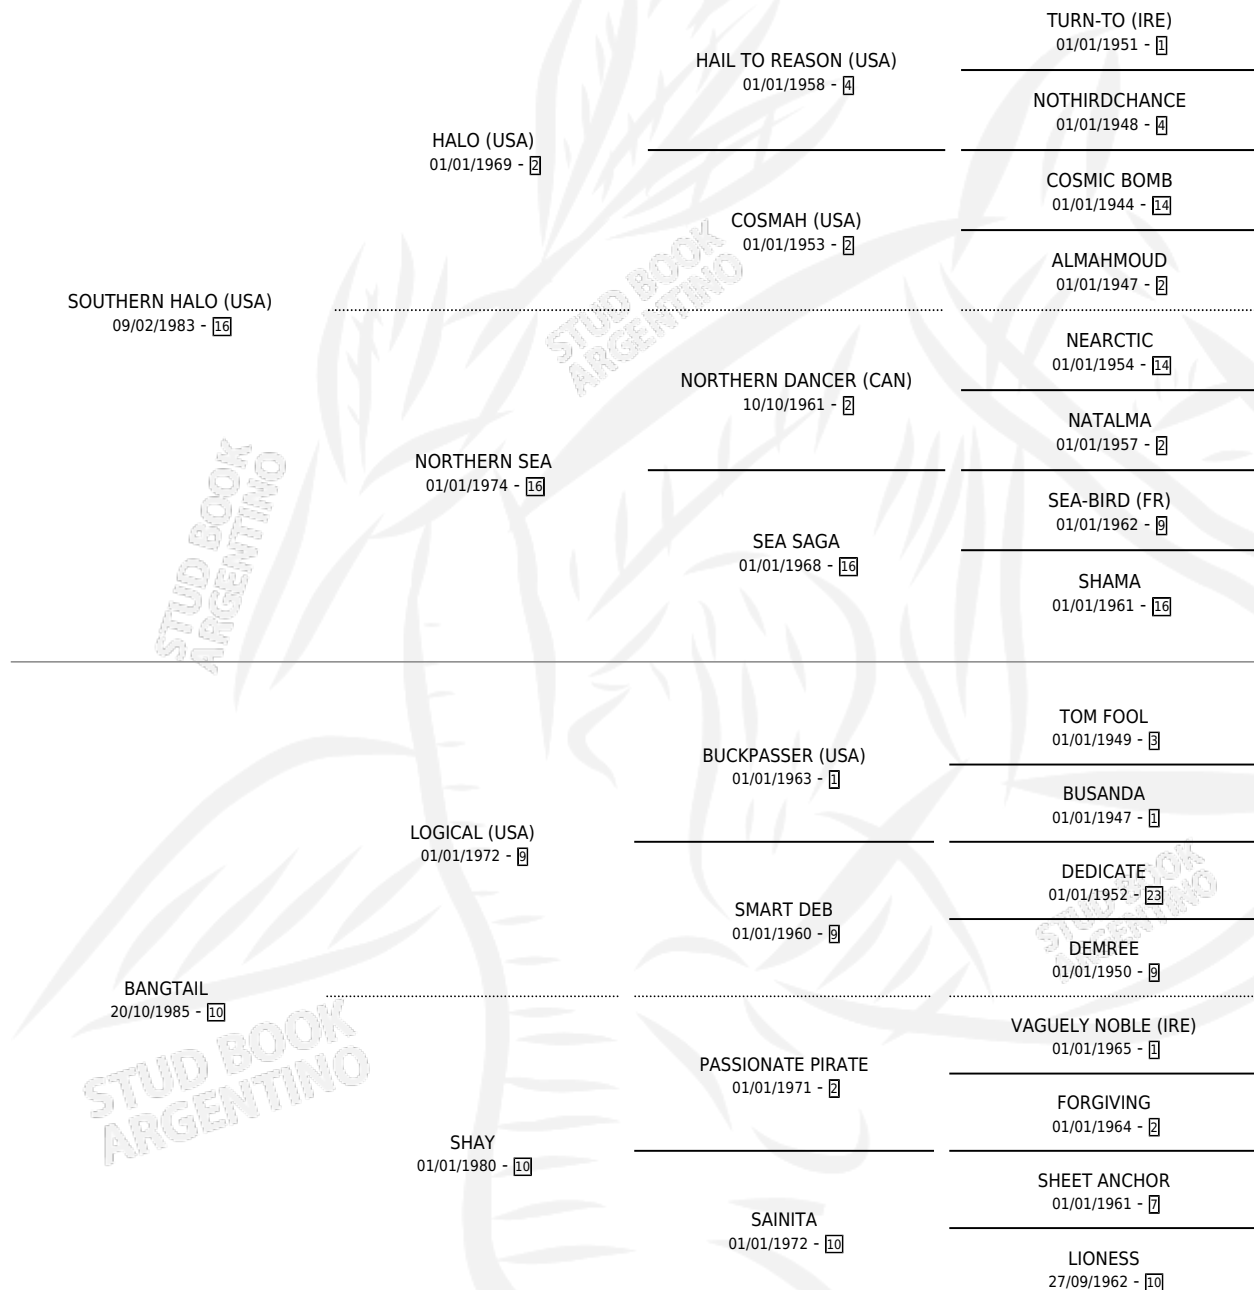 TURN-TO (IRE)
01/01/1951 - 1
HAIL TO REASON (USA)
01/01/1958 - 4
NOTHIRDCHANCE
01/01/1948 - 4
HALO (USA)
01/01/1969 - 2
COSMIC BOMB
01/01/1944 - 14
COSMAH (USA)
01/01/1953 - 2
ALMAHMOUD
01/01/1947 - 2
SOUTHERN HALO (USA)
09/02/1983 - 16
NEARCTIC
01/01/1954 - 14
NORTHERN DANCER (CAN)
10/10/1961 - 2
NATALMA
01/01/1957 - 2
NORTHERN SEA
01/01/1974 - 16
SEA-BIRD (FR)
01/01/1962 - 9
SEA SAGA
01/01/1968 - 16
SHAMA
01/01/1961 - 16
TOM FOOL
01/01/1949 - 3
BUCKPASSER (USA)
01/01/1963 - 1
BUSANDA
01/01/1947 - 1
LOGICAL (USA)
01/01/1972 - 9
DEDICATE
01/01/1952 - 23
SMART DEB
01/01/1960 - 9
DEMREE
01/01/1950 - 9
BANGTAIL
20/10/1985 - 10
VAGUELY NOBLE (IRE)
01/01/1965 - 1
PASSIONATE PIRATE
01/01/1971 - 2
FORGIVING
01/01/1964 - 2
SHAY
01/01/1980 - 10
SHEET ANCHOR
01/01/1961 - 7
SAINITA
01/01/1972 - 10
LIONESS
27/09/1962 - 10
STUD BOOK
ARGENTINO
STUD BOOK
ARGENTINO
STUD BOOK
ARGENTINO
STUD BOOK
ARGENTINO